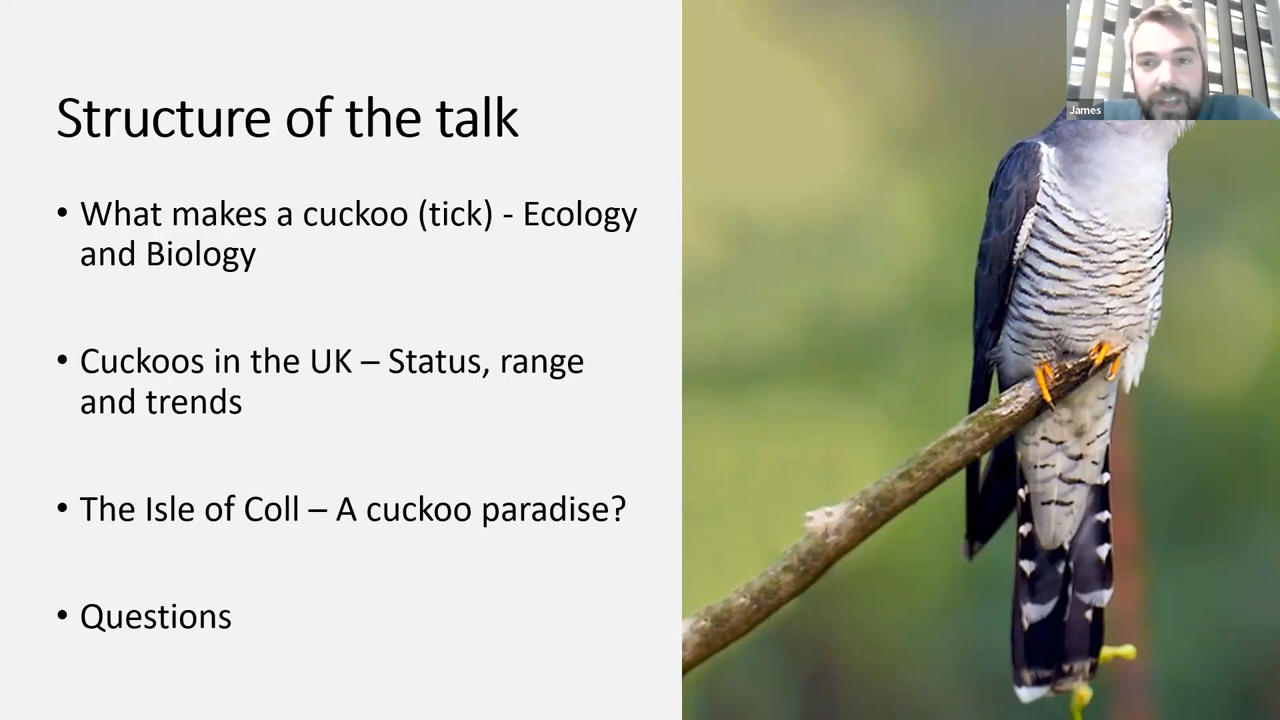 Structure of the talk
• What makes a cuckoo (tick) - Ecology
and Biology
• Cuckoos in the UK – Status, range
and trends
• The Isle of Coll – A cuckoo paradise?
• Questions
James